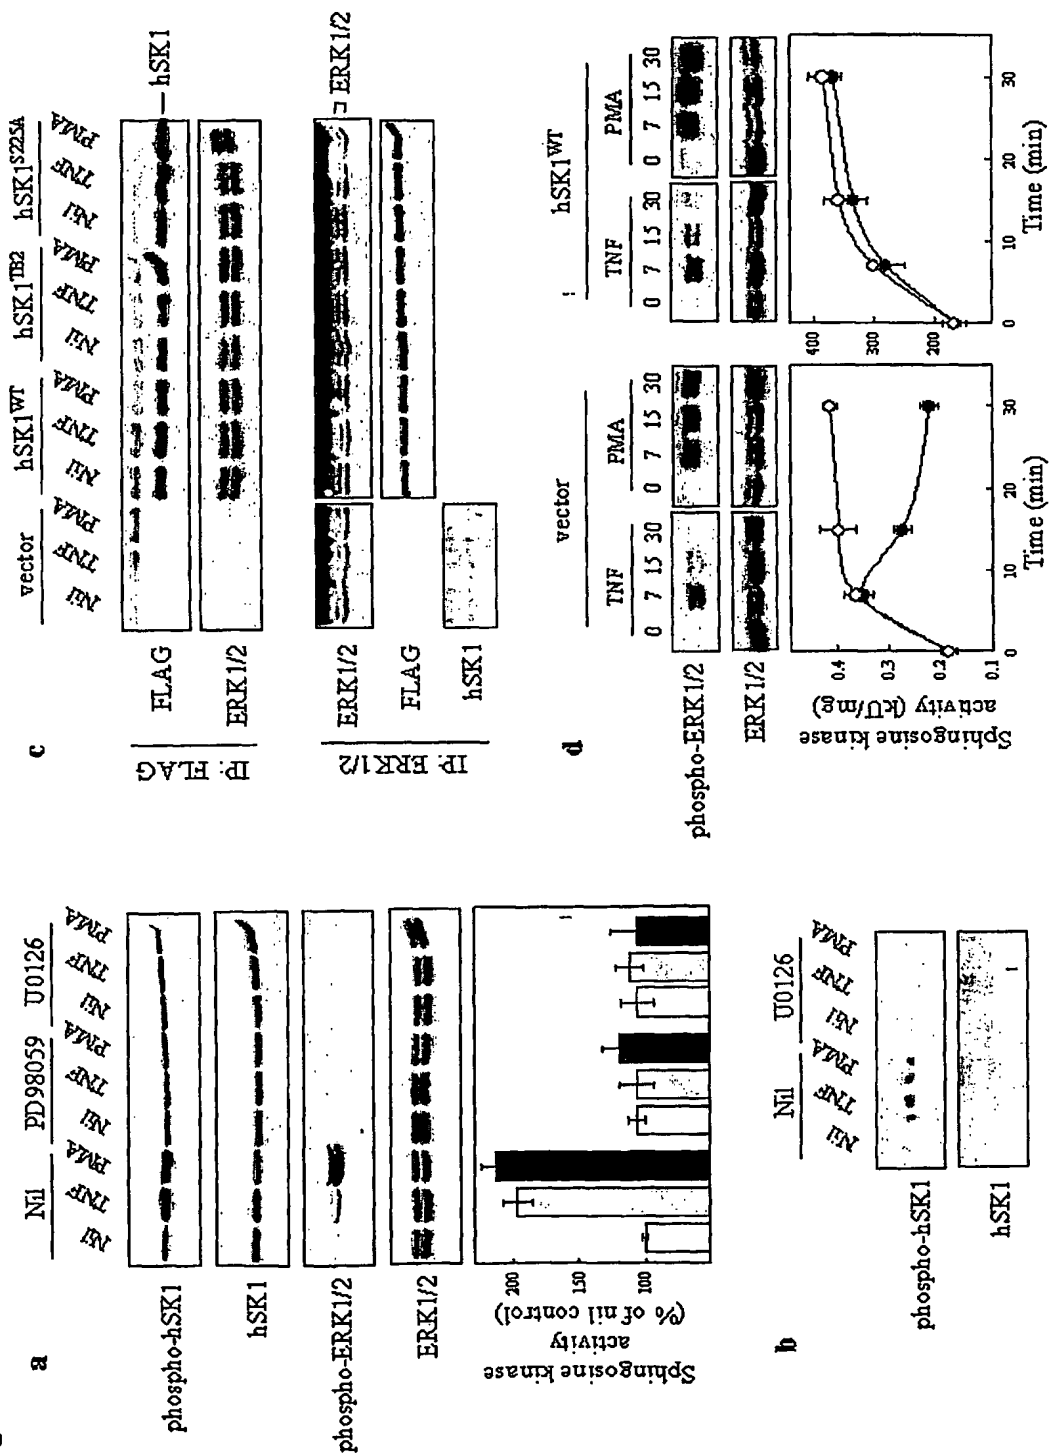 a
Nil PD98059 U0126
Nil TNF PMA Nil TNF PMA Nil TNF PMA
phospho-hSK1
hSK1
phospho-ERK1/2
ERK1/2
Sphingosine kinase
activity
(% of nil control)
200
150
100
b
Nil U0126
Nil TNF PMA Nil TNF PMA
phospho-hSK1
hSK1
c
vector hSK1WT hSK1TB2 hSK1S225A
Nil TNF PMA Nil TNF PMA Nil TNF PMA Nil TNF PMA
IP: FLAG
FLAG
hSK1
ERK1/2
IP: ERK1/2
ERK1/2
ERK1/2
FLAG
hSK1
d
vector hSK1WT
TNF PMA TNF PMA
0 7 15 30 0 7 15 30 0 7 15 30 0 7 15 30
phospho-ERK1/2
ERK1/2
Sphingosine kinase
activity (kU/mg)
0.4
0.3
0.2
0.1
0 10 20 30
Time (min)
400
300
200
0 10 20 30
Time (min)